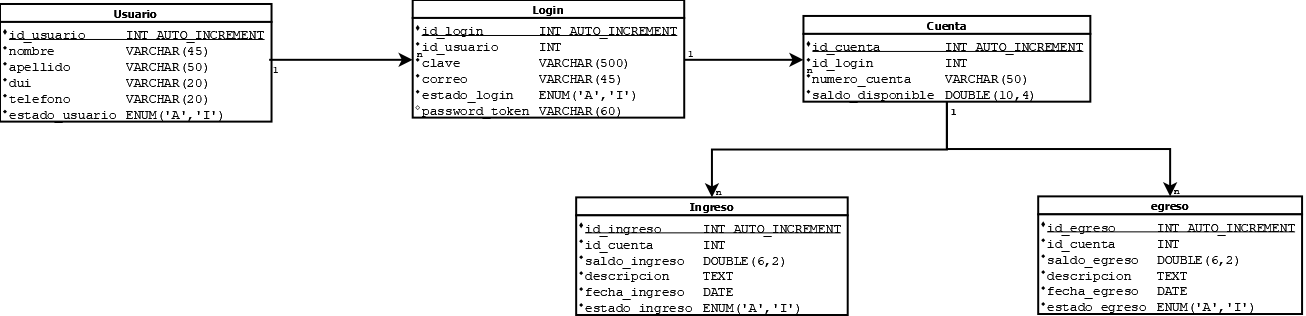 Usuario
id_usuario INT AUTO_INCREMENT
nombre VARCHAR(45)
apellido VARCHAR(50)
dui VARCHAR(20)
telefono VARCHAR(20)
estado_usuario ENUM('A','I')
1
n
Login
id_login INT AUTO_INCREMENT
id_usuario INT
clave VARCHAR(500)
correo VARCHAR(45)
estado_login ENUM('A','I')
password_token VARCHAR(60)
1
n
Cuenta
id_cuenta INT AUTO_INCREMENT
id_login INT
numero_cuenta VARCHAR(50)
saldo_disponible DOUBLE(10,4)
1
n
n
Ingreso
id_ingreso INT AUTO_INCREMENT
id_cuenta INT
saldo_ingreso DOUBLE(6,2)
descripcion TEXT
fecha_ingreso DATE
estado_ingreso ENUM('A','I')
egreso
id_egreso INT AUTO_INCREMENT
id_cuenta INT
saldo_egreso DOUBLE(6,2)
descripcion TEXT
fecha_egreso DATE
estado_egreso ENUM('A','I')